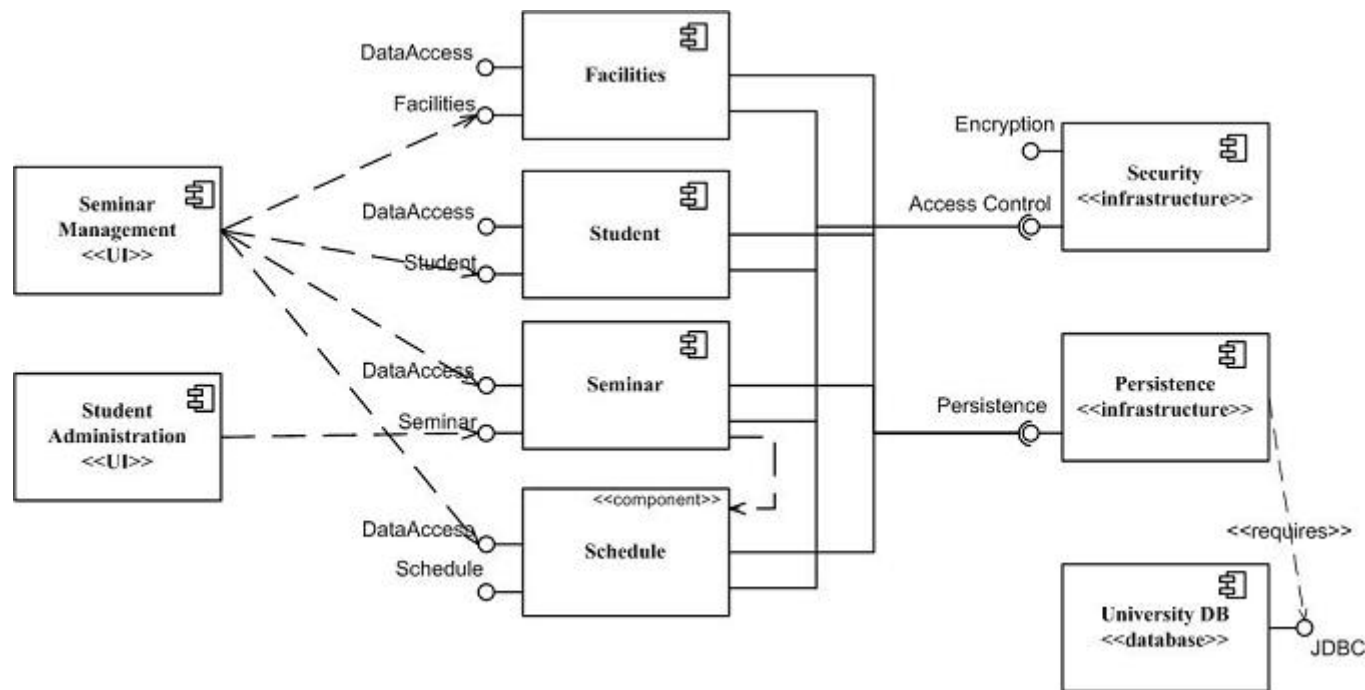 DataAccess
Facilities
Facilities
Encryption
Security
<<infrastructure>>
Access Control
Seminar
Management
<<UI>>
DataAccess
Student
Student
DataAccess
Seminar
Seminar
Persistence
Persistence
<<infrastructure>>
Student
Administration
<<UI>>
<<component>>
DataAccess
Schedule
Schedule
<<requires>>
University DB
<<database>>
JDBC